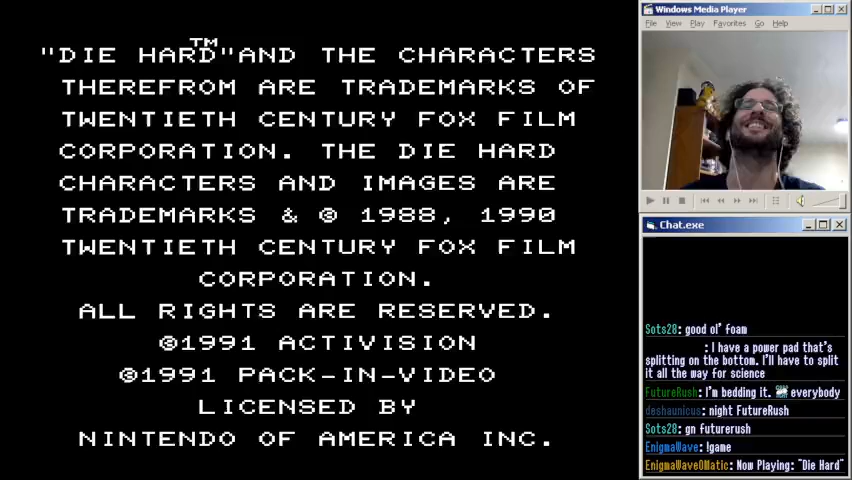 "DIE HARD™"AND THE CHARACTERS
THEREFROM ARE TRADEMARKS OF
TWENTIETH CENTURY FOX FILM
CORPORATION. THE DIE HARD
CHARACTERS AND IMAGES ARE
TRADEMARKS & © 1988, 1990
TWENTIETH CENTURY FOX FILM
CORPORATION.
ALL RIGHTS ARE RESERVED.
©1991 ACTIVISION
©1991 PACK-IN-VIDEO
LICENSED BY
NINTENDO OF AMERICA INC.
Windows Media Player
File View Play Favorites Go Help
Chat.exe
Sots28: good ol' foam
: I have a power pad that's
splitting on the bottom. I'll have to split
it all the way for science
FutureRush: I'm bedding it. everybody
deshaunicus: night FutureRush
Sots28: gn futurerush
EnigmaWave: !game
EnigmaWaveOMatic: Now Playing: "Die Hard"